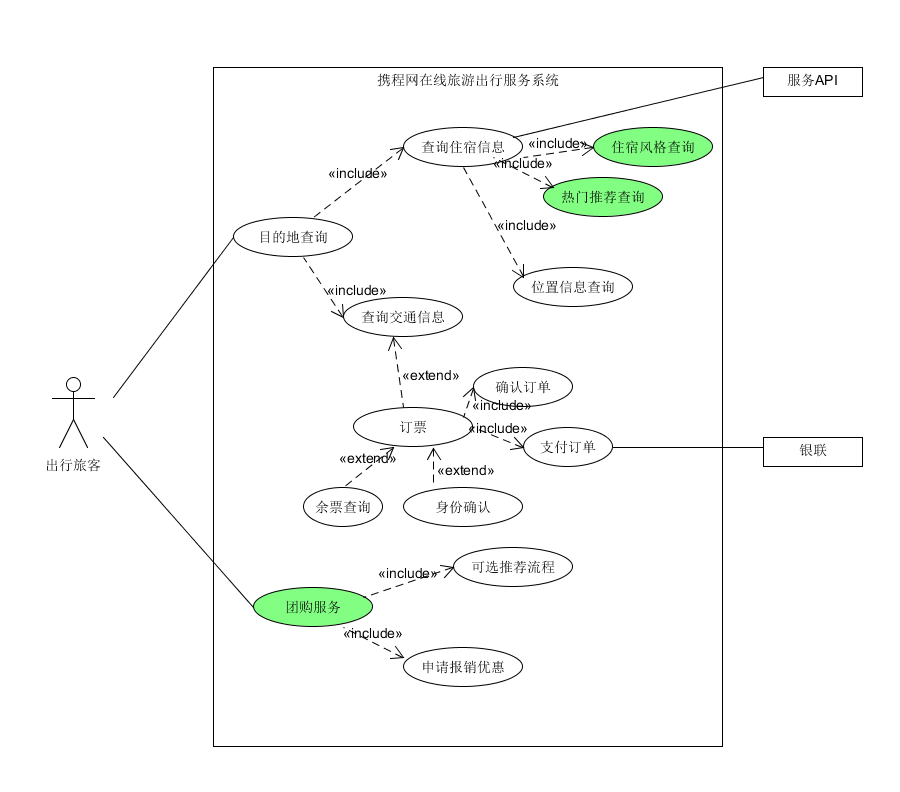 携程网在线旅游出行服务系统
服务API
查询住宿信息
«include»
住宿风格查询
«include»
«include»
热门推荐查询
«include»
目的地查询
位置信息查询
«include»
查询交通信息
«extend»
确认订单
«include»
订票
«include»
支付订单
银联
出行旅客
«extend»
«extend»
余票查询
身份确认
可选推荐流程
«include»
团购服务
«include»
申请报销优惠